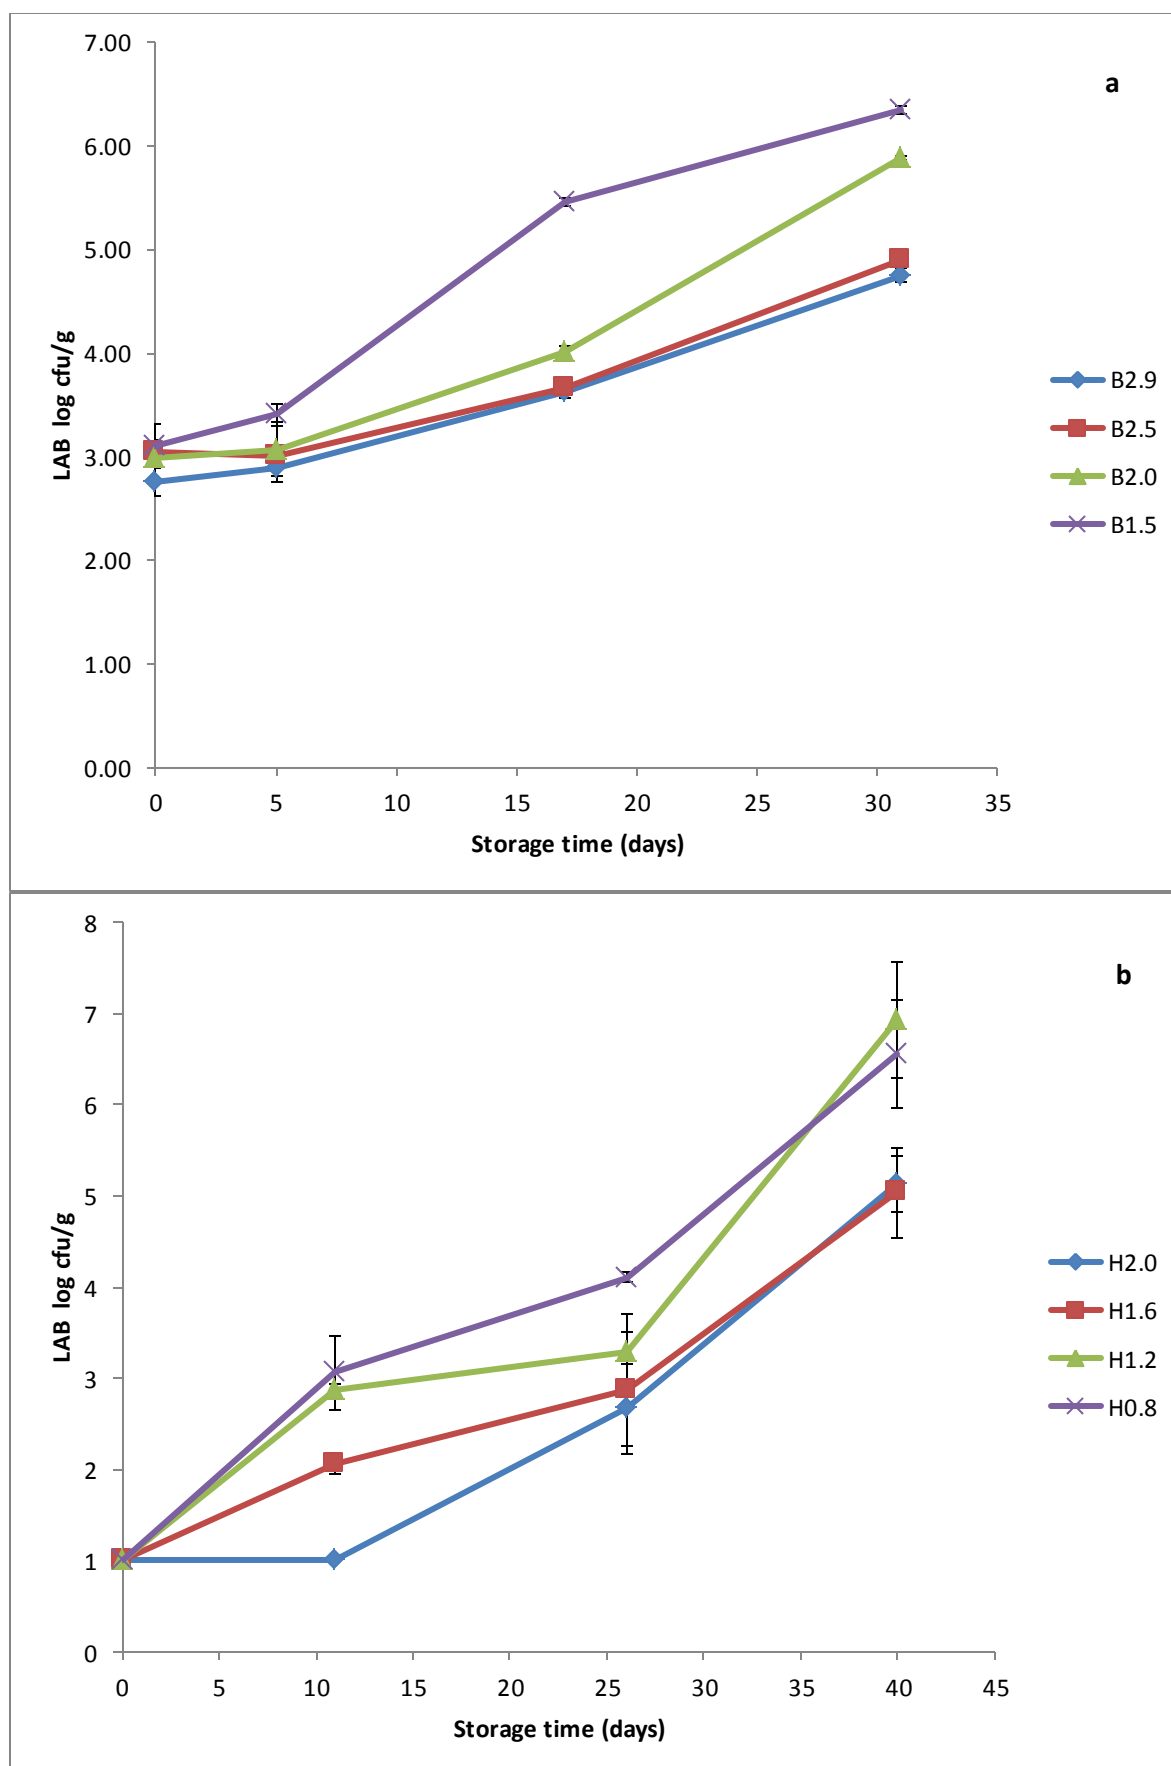 7.00
a
6.00
5.00
4.00
3.00
2.00
1.00
0.00
LAB log cfu/g
0 5 10 15 20 25 30 35
Storage time (days)
B2.9
B2.5
B2.0
B1.5
8
b
7
6
5
4
3
2
1
0
LAB log cfu/g
0 5 10 15 20 25 30 35 40 45
Storage time (days)
H2.0
H1.6
H1.2
H0.8